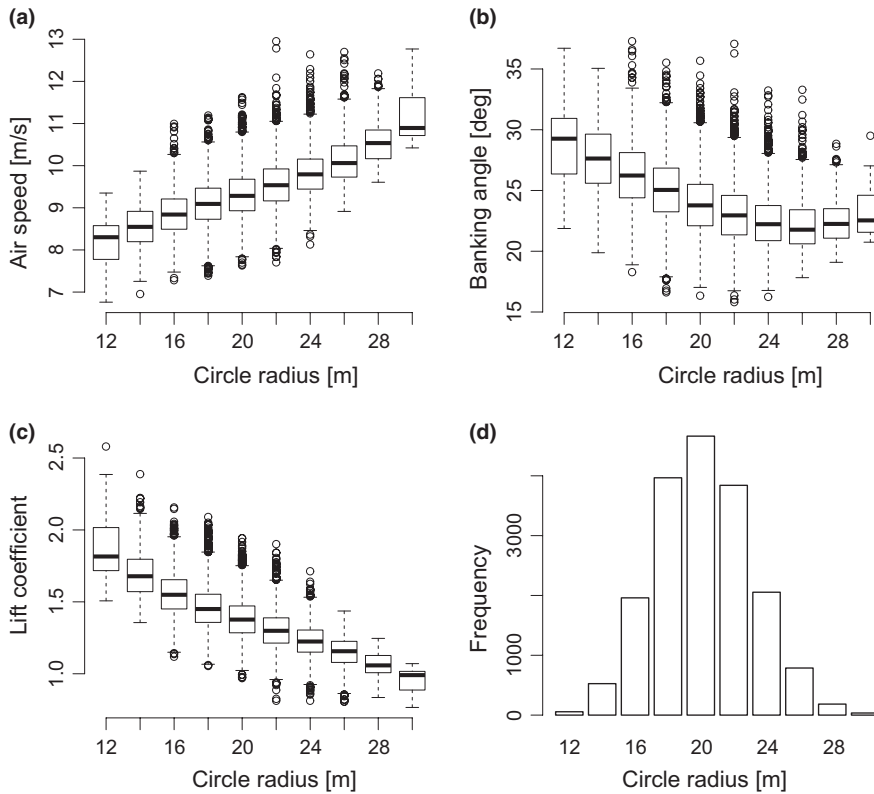 (a)
Air speed [m/s]
13
12
11
10
9
8
7
12 16 20 24 28
Circle radius [m]
(b)
Banking angle [deg]
35
30
25
20
15
12 16 20 24 28
Circle radius [m]
(c)
Lift coefficient
2.5
2.0
1.5
1.0
12 16 20 24 28
Circle radius [m]
(d)
Frequency
3000
1000
0
12 16 20 24 28
Circle radius [m]